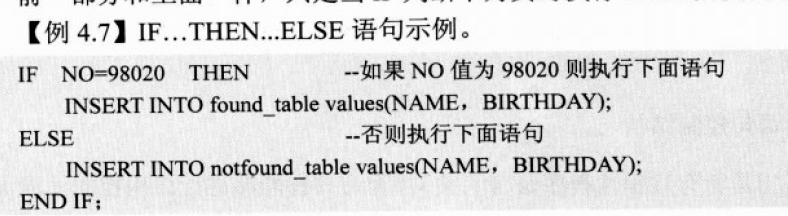 【例 4.7】IF…THEN...ELSE 语句示例。
IF NO=98020 THEN --如果 NO 值为 98020 则执行下面语句
INSERT INTO found_table values(NAME，BIRTHDAY);
ELSE --否则执行下面语句
INSERT INTO notfound_table values(NAME，BIRTHDAY);
END IF;